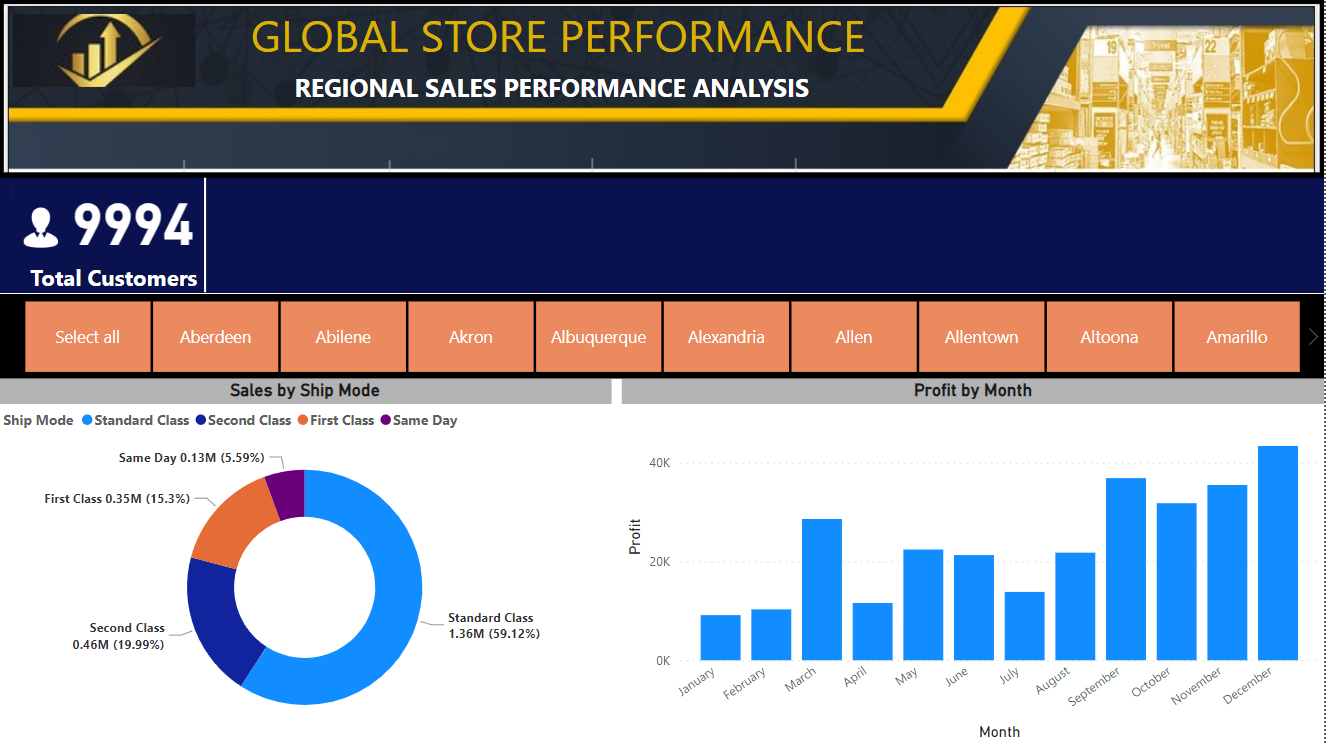 GLOBAL STORE PERFORMANCE
REGIONAL SALES PERFORMANCE ANALYSIS
19
22
9994
Total Customers
Select all
Aberdeen
Abilene
Akron
Albuquerque
Alexandria
Allen
Allentown
Altoona
Amarillo
Sales by Ship Mode
Ship Mode Standard Class Second Class First Class Same Day
Same Day 0.13M (5.59%)
First Class 0.35M (15.3%)
Second Class
0.46M (19.99%)
Standard Class
1.36M (59.12%)
Profit by Month
Profit
40K
20K
0K
January
February
March
April
May
June
July
August
September
October
November
December
Month